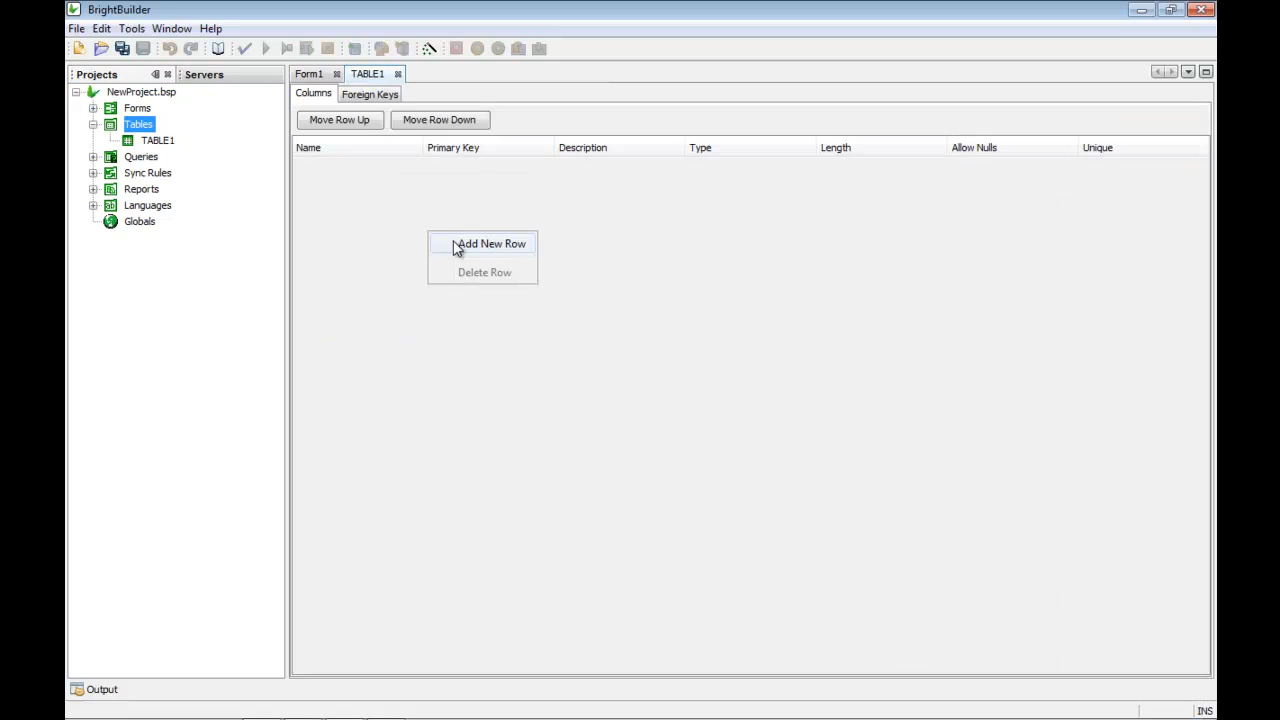 BrightBuilder
File Edit Tools Window Help
Projects Servers
Form1 TABLE1
NewProject.bsp
Forms
Tables
TABLE1
Queries
Sync Rules
Reports
Languages
Globals
Columns Foreign Keys
Move Row Up Move Row Down
Name Primary Key Description Type Length Allow Nulls Unique
Add New Row
Delete Row
Output
INS